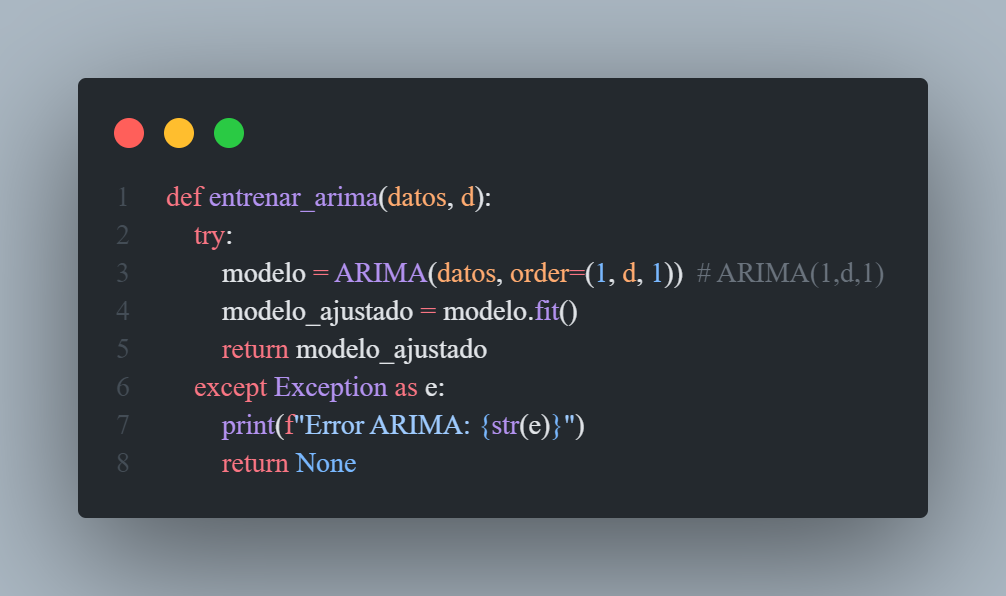 1 def entrenar_arima(datos, d):
2 try:
3 modelo = ARIMA(datos, order=(1, d, 1)) # ARIMA(1,d,1)
4 modelo_ajustado = modelo.fit()
5 return modelo_ajustado
6 except Exception as e:
7 print(f"Error ARIMA: {str(e)}")
8 return None